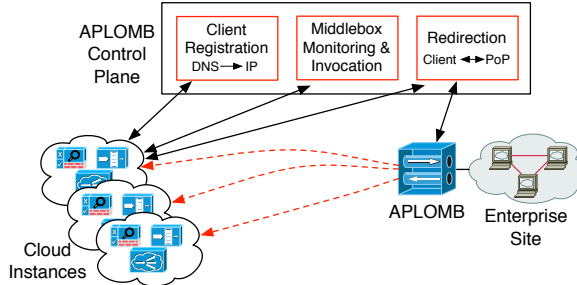 APLOMB
Control
Plane
Client
Registration
DNS IP
Middlebox
Monitoring &
Invocation
Redirection
Client PoP
APLOMB
Enterprise
Site
Cloud
Instances